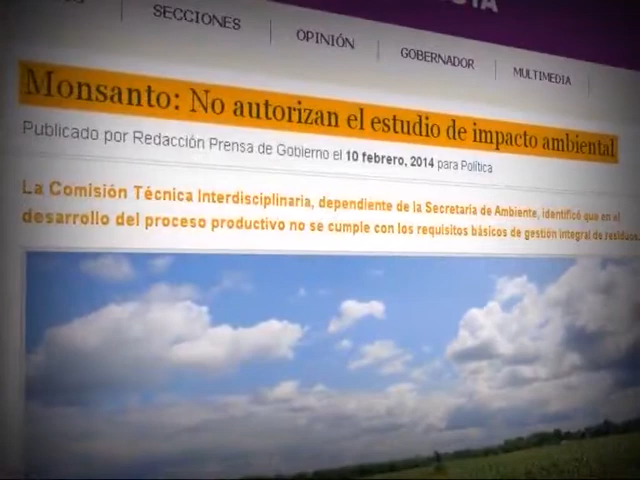 SECCIONES OPINIÓN GOBERNADOR MULTIMEDIA
Monsanto: No autorizan el estudio de impacto ambiental
Publicado por Redacción Prensa de Gobierno el 10 febrero, 2014 para Política
La Comisión Técnica Interdisciplinaria, dependiente de la Secretaría de Ambiente, identificó que en el
desarrollo del proceso productivo no se cumple con los requisitos básicos de gestión integral de residuos